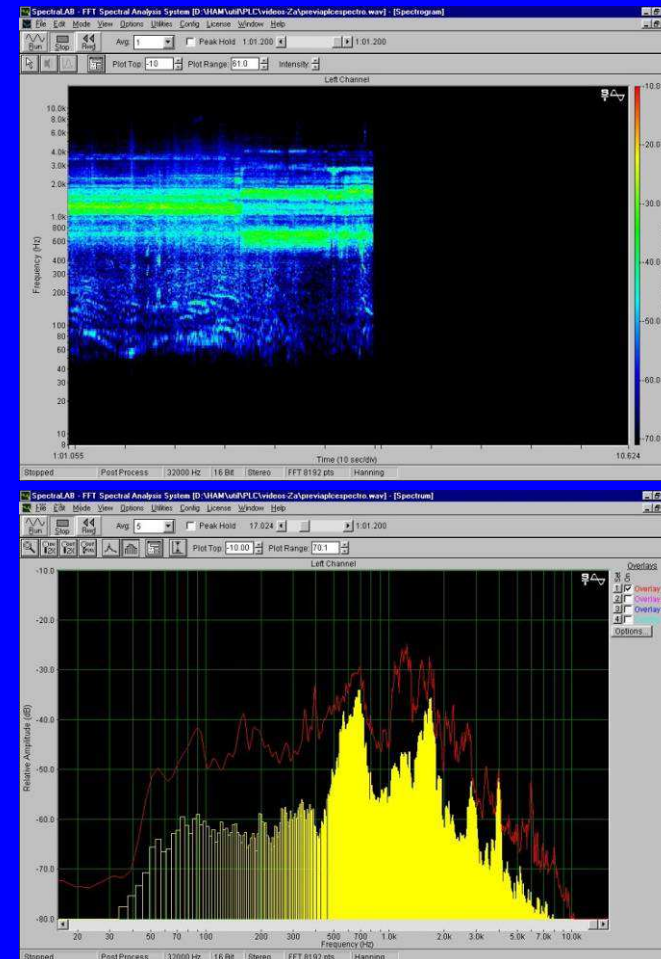 SpectraLAB - FFT Spectral Analysis System [D:\HAM\util\PLC\videos-Za\previaplcespectro.wav] - [Spectrogram]
File Edit Mode View Options Utilities Config License Window Help
Run Stop Rwd Avg: 1 Peak Hold 1:01.200 1:01.200
Plot Top: -10 Plot Range: 61.0 Intensity:
Left Channel
10.0k
8.0k
6.0k
4.0k
3.0k
2.0k
1.0k
800
600
400
300
200
100
80
60
40
30
20
10
8
Frequency (Hz)
-10.0
-20.0
-30.0
-40.0
-50.0
-60.0
-70.0
1:01.055 Time (10 sec/div) 10.624
Stopped Post Process 32000 Hz 16 Bit Stereo FFT 8192 pts Hanning
SpectraLAB - FFT Spectral Analysis System [D:\HAM\util\PLC\videos-Za\previaplcespectro.wav] - [Spectrum]
File Edit Mode View Options Utilities Config License Window Help
Run Stop Rwd Avg: 5 Peak Hold 17.024 1:01.200
Plot Top: -10.00 Plot Range: 70.1
Left Channel
Overlays
Set On
1 Overlay
2 Overlay
3 Overlay
4
Options...
-10.0
-20.0
-30.0
-40.0
-50.0
-60.0
-70.0
-80.0
Relative Amplitude (dB)
20 30 50 70 100 200 300 500 700 1.0k 2.0k 3.0k 5.0k 7.0k 10.0k
Frequency (Hz)
Stopped Post Process 32000 Hz 16 Bit Stereo FFT 8192 pts Hanning